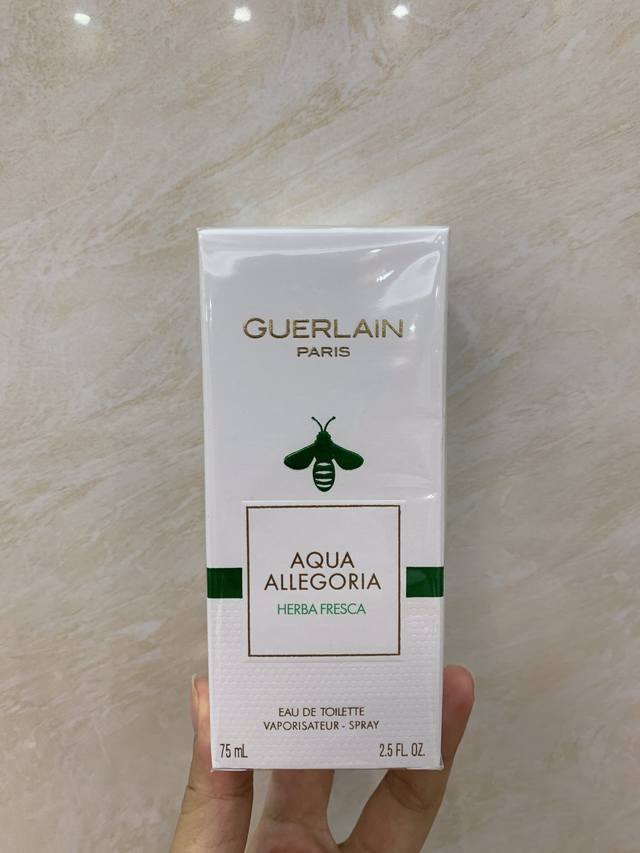 GUERLAIN
PARIS
AQUA
ALLEGORIA
HERBA FRESCA
EAU DE TOILETTE
VAPORISATEUR - SPRAY
75 mL 2.5 FL. OZ.